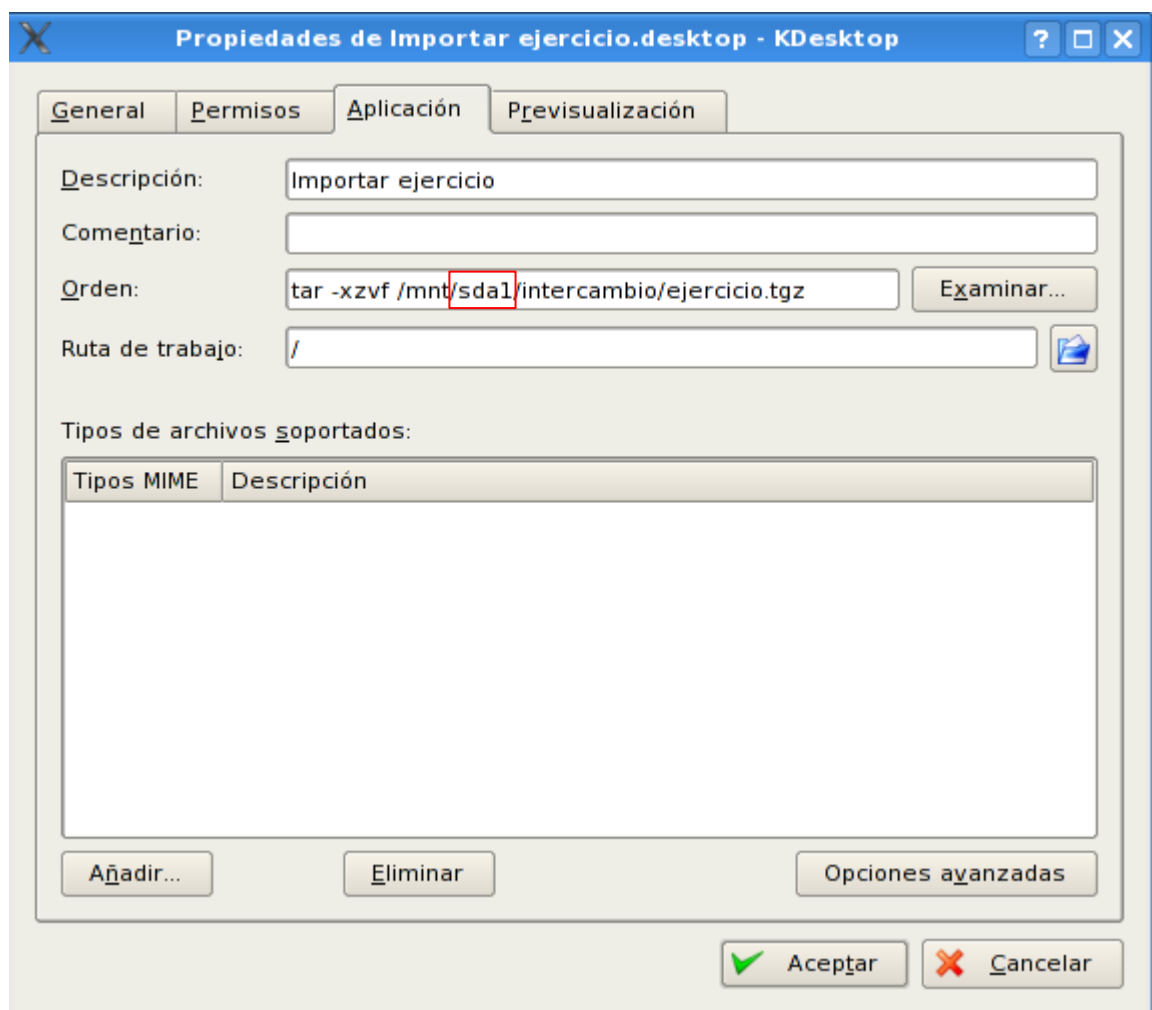 Propiedades de Importar ejercicio.desktop - KDesktop ?
General Permisos Aplicación Previsualización
Descripción: Importar ejercicio
Comentario:
Orden: tar -xzvf /mnt/sda1/intercambio/ejercicio.tgz Examinar...
Ruta de trabajo: /
Tipos de archivos soportados:
Tipos MIME Descripción
Añadir... Eliminar Opciones avanzadas
Aceptar Cancelar